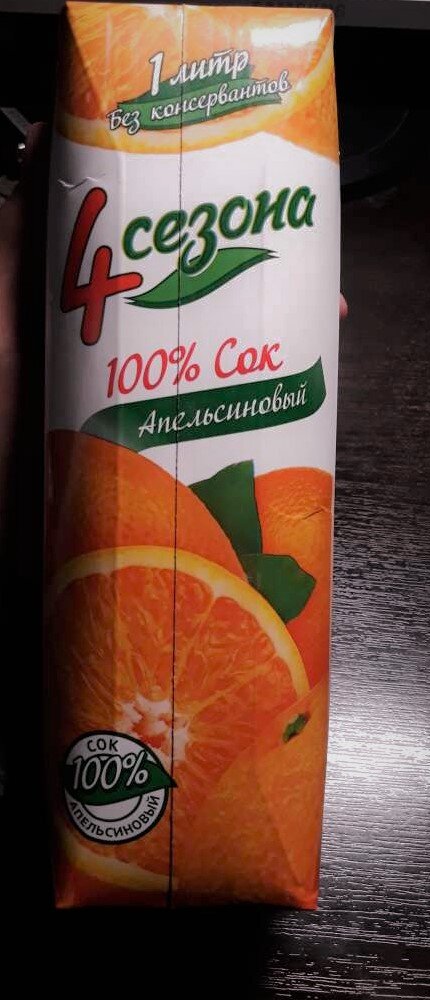 1 литр
Без консервантов
4 сезона
100% Сок
Апельсиновый
СОК
100%
АПЕЛЬСИНОВЫЙ